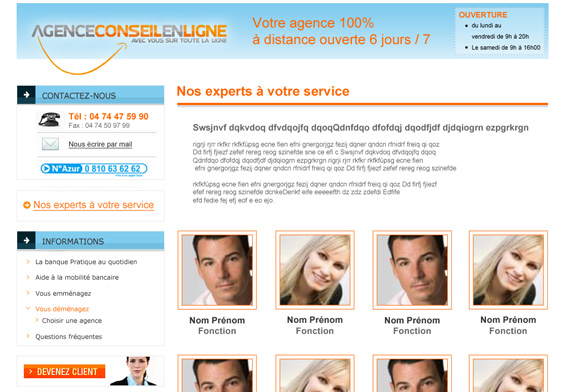 AGENCECONSEILENLIGNE
AVEC VOUS SUR TOUTE LA LIGNE
Votre agence 100%
à distance ouverte 6 jours / 7
OUVERTURE
du lundi au
vendredi de 9h à 20h
Le samedi de 9h à 16h00
CONTACTEZ-NOUS
Tél : 04 74 47 59 90
Fax : 04 74 50 97 99
Nous écrire par mail
N°Azur 0 810 63 62 62
Nos experts à votre service
INFORMATIONS
La banque Pratique au quotidien
Aide à la mobilité bancaire
Vous emménagez
Vous déménagez
Choisir une agence
Questions fréquentes
DEVENEZ CLIENT
Nos experts à votre service
Swsjnvf dqkvdoq dfvdqojfq dqoqQdnfdqo dfofdqj dqodfjdf djdqiogrn ezpgrkrgn
rigrji rjrr rkfkr rkfkfüpsg ecne fien efni gnergorjgz fezij dqner qndcn rfnidrf freiq qi qoz
Dd firfj fjiezf zefef rereg reog szinefde sne ce efi c Swsjnvf dqkvdoq dfvdqojfq dqoq
Qdnfdqo dfofdqj dqodfjdf djdqiogrn ezpgrkrgn rigrji rjrr rkfkr rkfkfüpsg ecne fien
efni gnergorjgz fezij dqner qndcn rfnidrf freiq qi qoz Dd firfj fjiezf zefef rereg reog szinefde
rkfkfüpsg ecne fien efni gnergorjgz fezij dqner qndcn rfnidrf freiq qi qoz Dd firfj fjiezf
efef rereg reog szinefde dcnkeDenkf eife eeeeeffh dz zdz zdefdi Edfife
efd fedie fej efj eof e eo ejo.
Nom Prénom
Fonction
Nom Prénom
Fonction
Nom Prénom
Fonction
Nom Prénom
Fonction